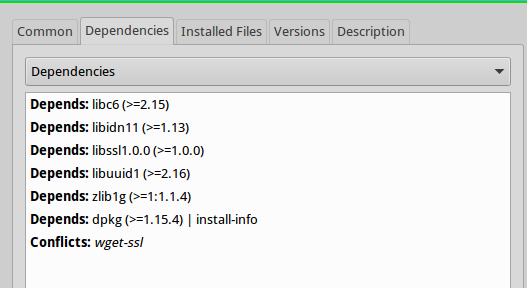 Common Dependencies Installed Files Versions Description
Dependencies
Depends: libc6 (>=2.15)
Depends: libidn11 (>=1.13)
Depends: libssl1.0.0 (>=1.0.0)
Depends: libuuid1 (>=2.16)
Depends: zlib1g (>=1:1.1.4)
Depends: dpkg (>=1.15.4) | install-info
Conflicts: wget-ssl